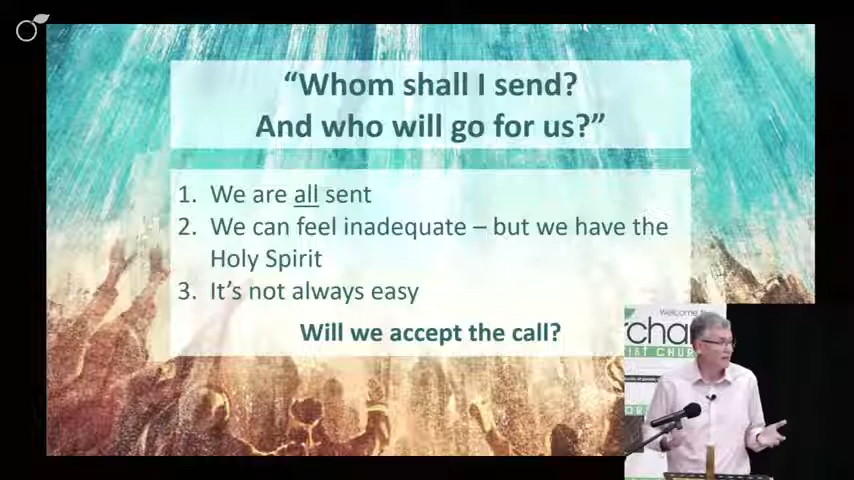 “Whom shall I send?
And who will go for us?”
1. We are all sent
2. We can feel inadequate – but we have the
Holy Spirit
3. It’s not always easy
Will we accept the call?
Welcome to
rcha
IST CHUR